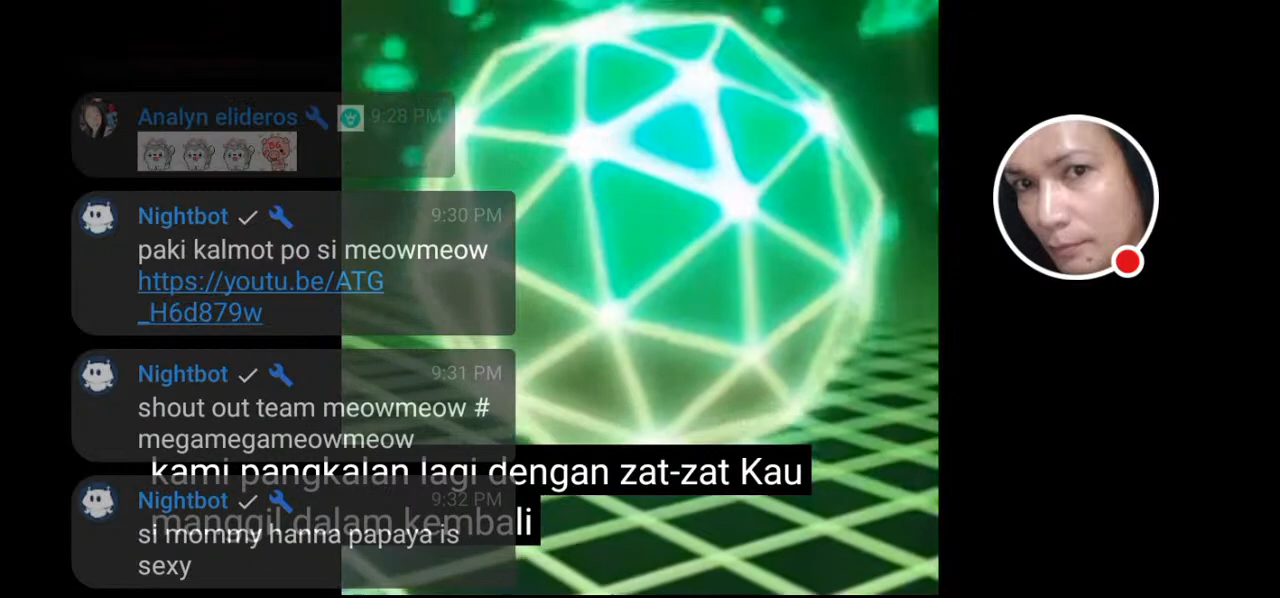 Analyn elideros 9:28 PM
BG
Nightbot 9:30 PM
paki kalmot po si meowmeow
https://youtu.be/ATG
_H6d879w
Nightbot 9:31 PM
shout out team meowmeow #
megamegameowmeow
kami pangkalan lagi dengan zat-zat Kau
Nightbot 9:32 PM
manggil dalam kembali
si mommy hanna papaya is
sexy